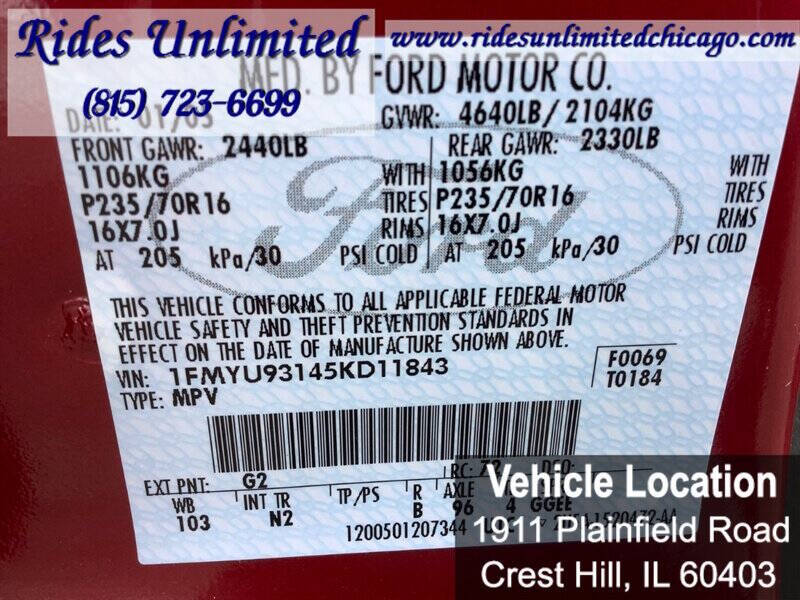 Rides Unlimited
www.ridesunlimitedchicago.com
(815) 723-6699
MFD. BY FORD MOTOR CO.
DATE: GVWR: 4640LB/ 2104KG
FRONT GAWR: 2440LB REAR GAWR: 2330LB
1106KG WITH 1056KG WITH
P235/70R16 TIRES P235/70R16 TIRES
16X7.0J RIMS 16X7.0J RIMS
AT 205 kPa/30 PSI COLD AT 205 kPa/30 PSI COLD
Ford
THIS VEHICLE CONFORMS TO ALL APPLICABLE FEDERAL MOTOR
VEHICLE SAFETY AND THEFT PREVENTION STANDARDS IN
EFFECT ON THE DATE OF MANUFACTURE SHOWN ABOVE.
VIN: 1FMYU93145KD11843 F0069
TYPE: MPV T0184
EXT PNT: G2 RC:
WB INT TR TP/PS R AXLE
103 N2 B 96 4 GGEE
1200501207344
Vehicle Location
1911 Plainfield Road
Crest Hill, IL 60403